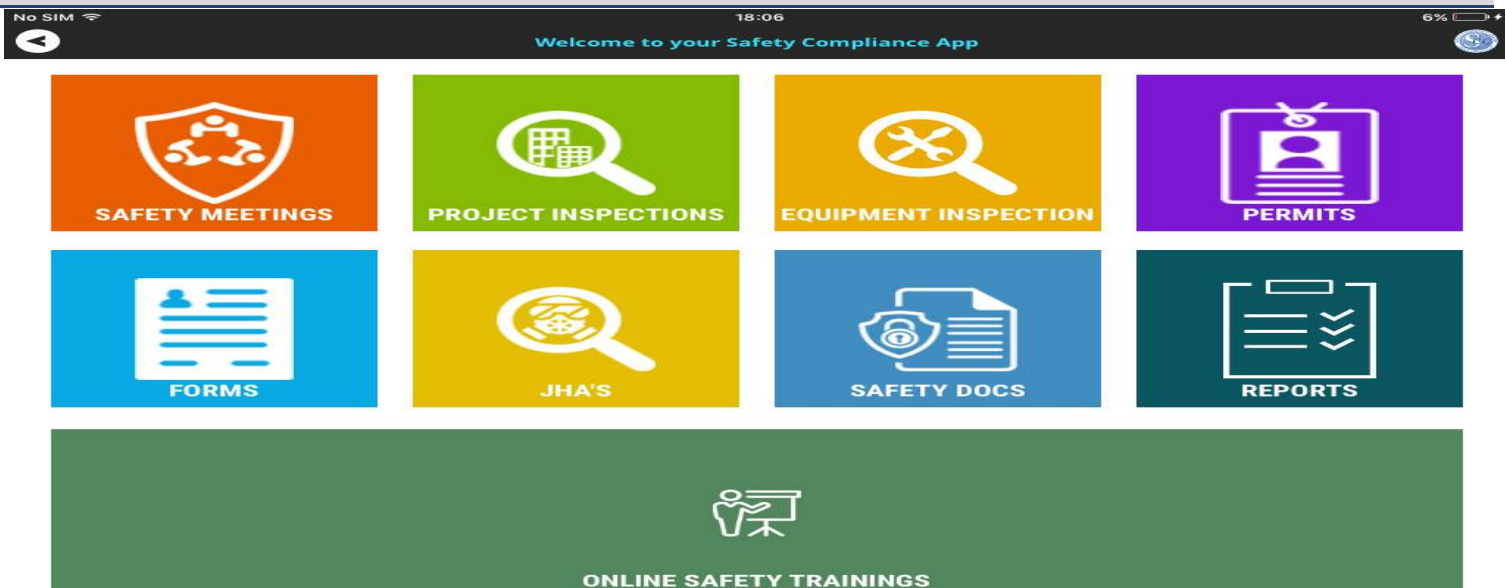 No SIM 18:06 6%
Welcome to your Safety Compliance App
SAFETY MEETINGS PROJECT INSPECTIONS EQUIPMENT INSPECTION PERMITS
FORMS JHA'S SAFETY DOCS REPORTS
ONLINE SAFETY TRAININGS